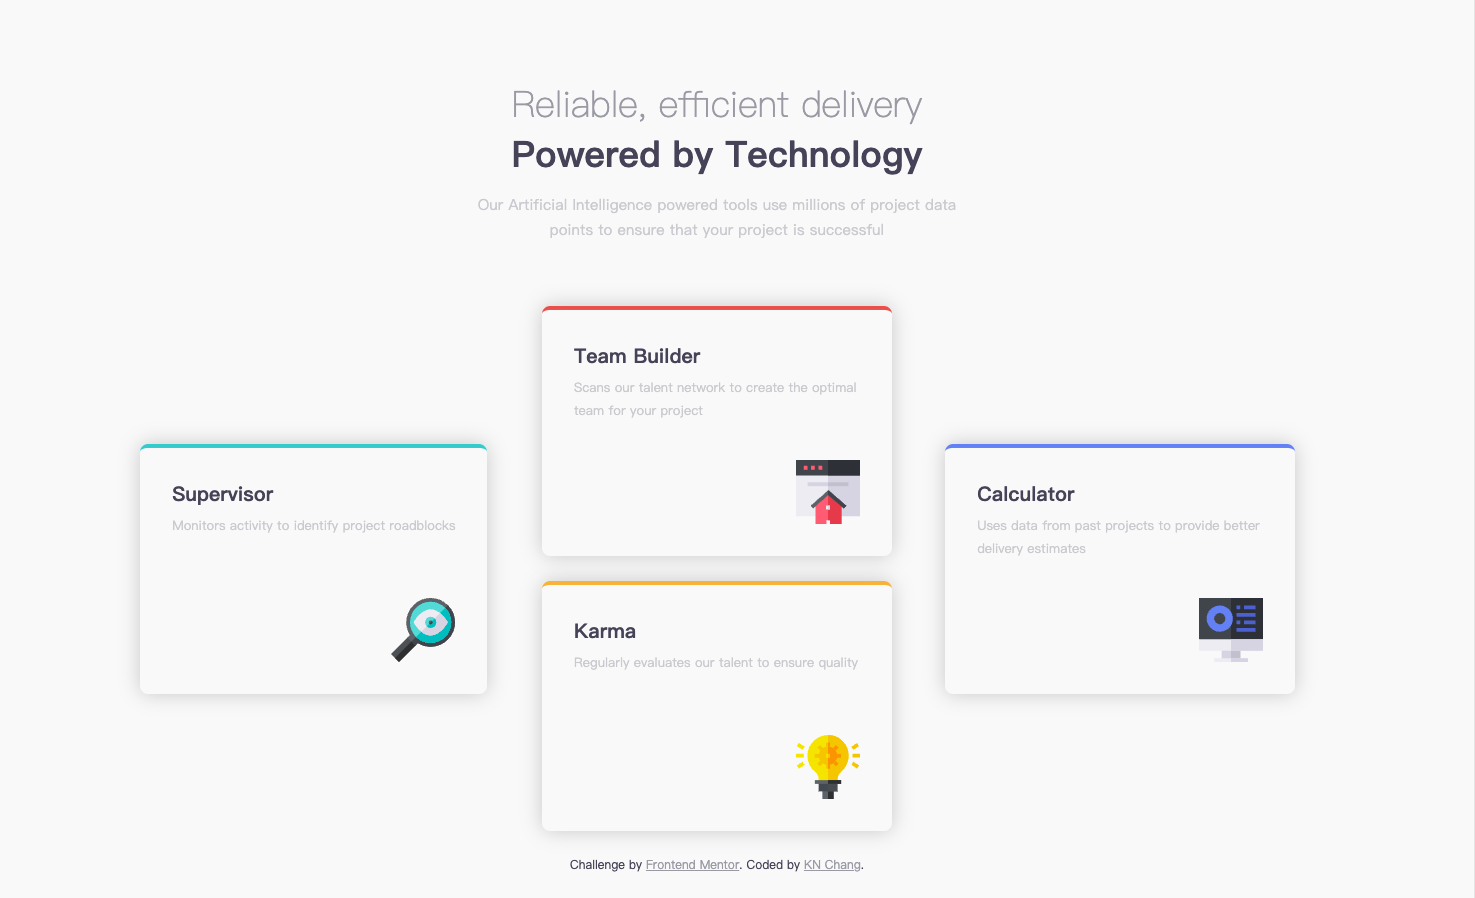 Reliable, efficient delivery
Powered by Technology
Our Artificial Intelligence powered tools use millions of project data
points to ensure that your project is successful
Team Builder
Scans our talent network to create the optimal
team for your project
Supervisor
Monitors activity to identify project roadblocks
Calculator
Uses data from past projects to provide better
delivery estimates
Karma
Regularly evaluates our talent to ensure quality
Challenge by Frontend Mentor. Coded by KN Chang.